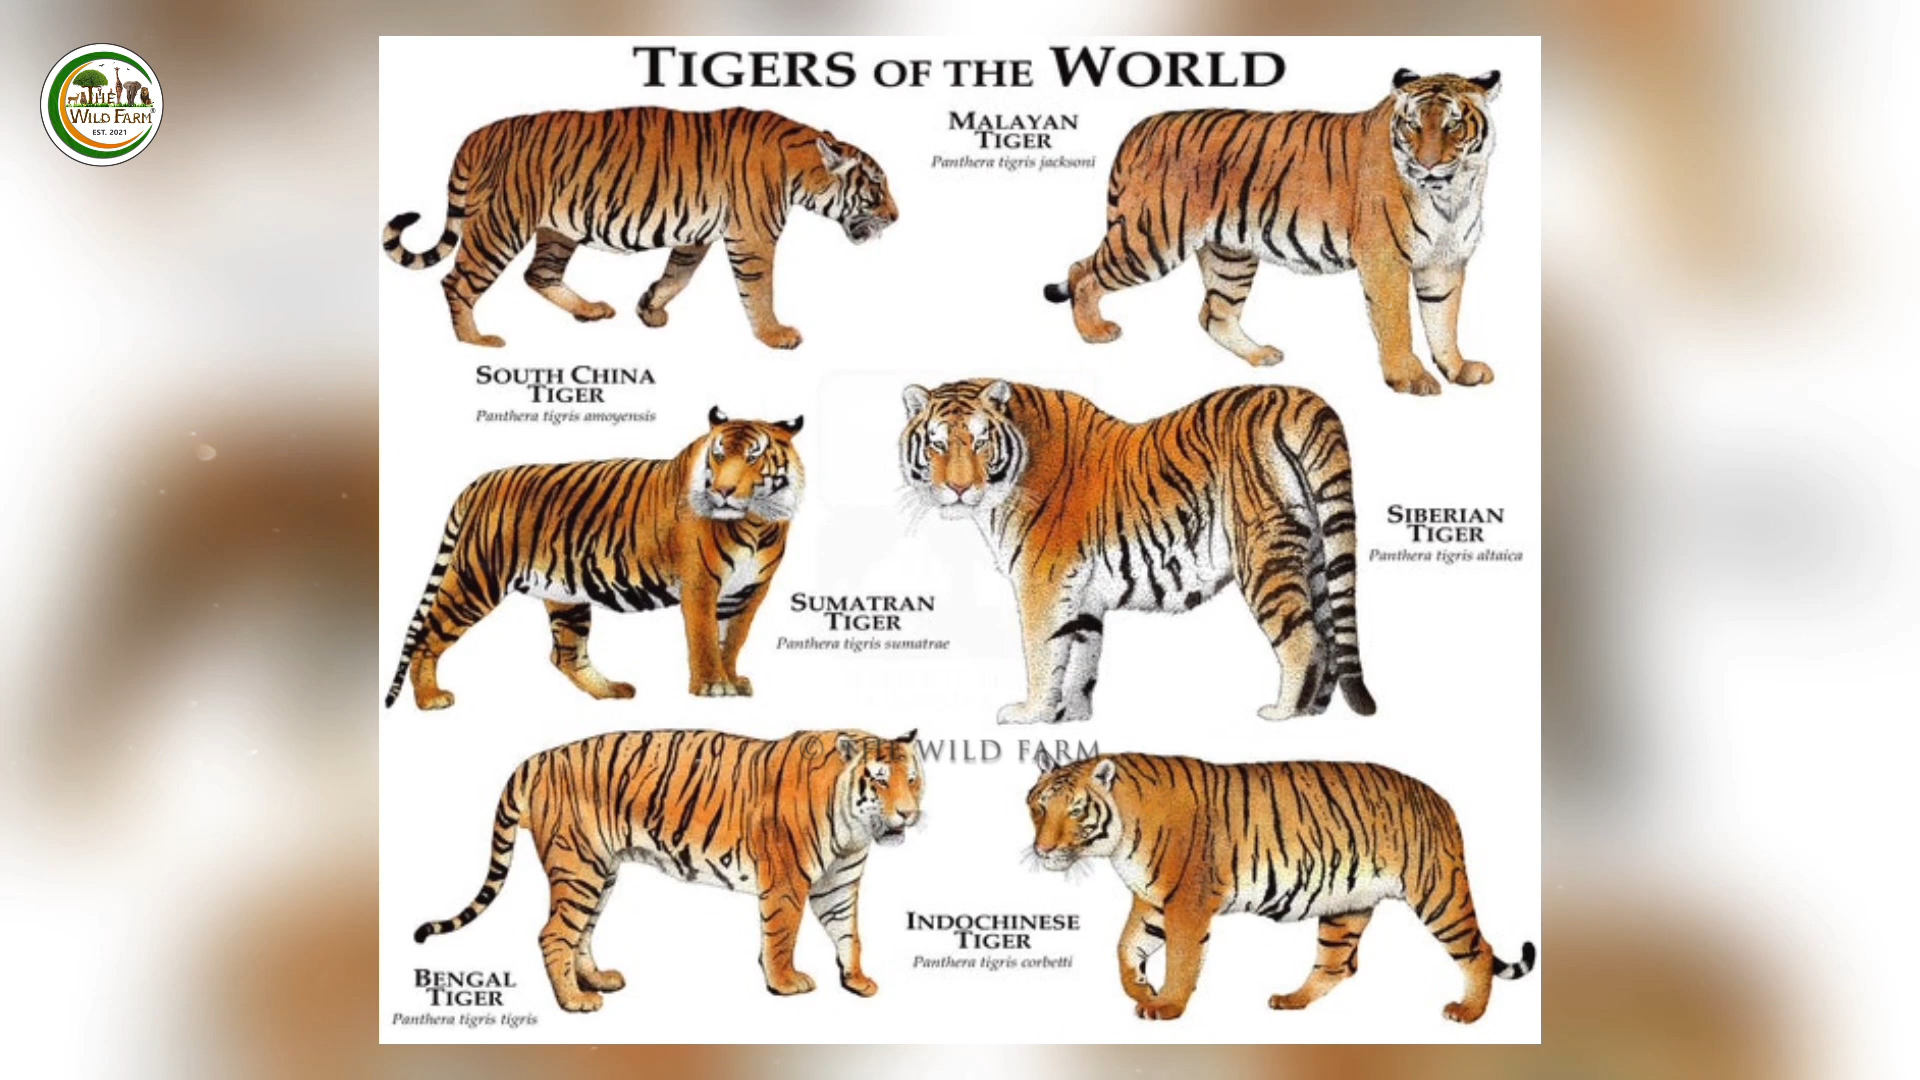 TIGERS OF THE WORLD
THE
WILD FARM
EST. 2021
MALAYAN
TIGER
Panthera tigris jacksoni
SOUTH CHINA
TIGER
Panthera tigris amoyensis
SIBERIAN
TIGER
Panthera tigris altaica
SUMATRAN
TIGER
Panthera tigris sumatrae
© THE WILD FARM
INDOCHINESE
TIGER
Panthera tigris corbetti
BENGAL
TIGER
Panthera tigris tigris